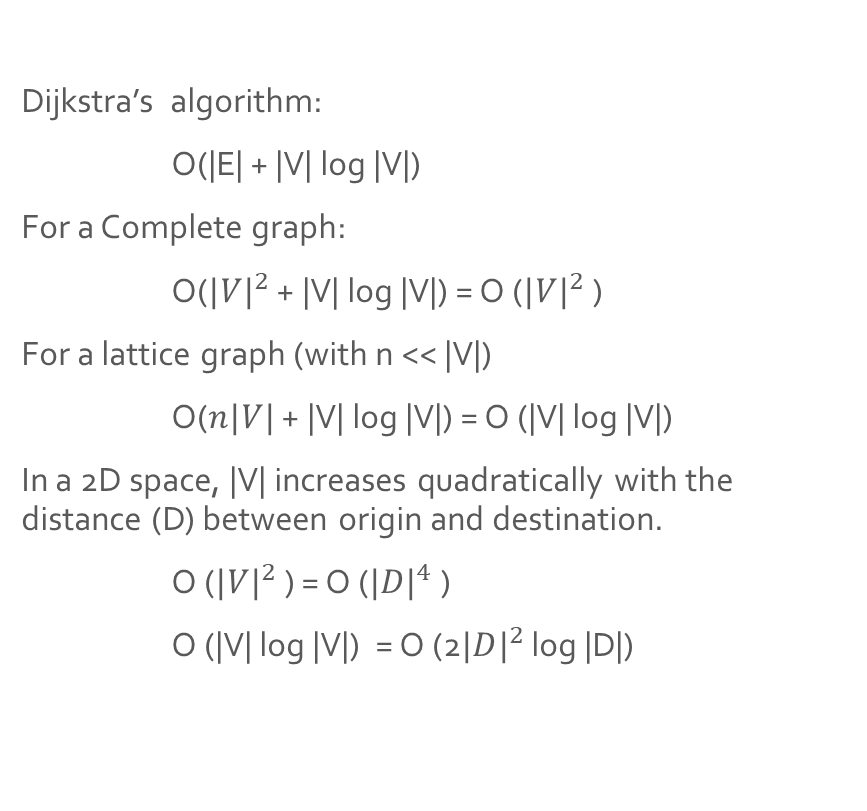 Dijkstra’s algorithm:
O(|E| + |V| log |V|)
For a Complete graph:
O(|V|² + |V| log |V|) = O (|V|² )
For a lattice graph (with n << |V|)
O(n|V| + |V| log |V|) = O (|V| log |V|)
In a 2D space, |V| increases quadratically with the
distance (D) between origin and destination.
O (|V|² ) = O (|D|⁴ )
O (|V| log |V|) = O (2|D|² log |D|)